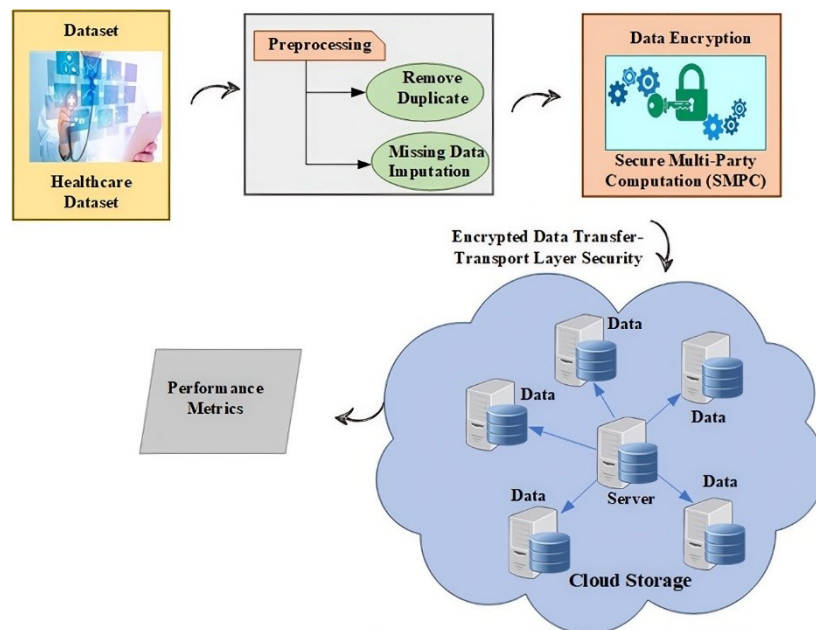 Dataset
Healthcare
Dataset
Preprocessing
Remove
Duplicate
Missing Data
Imputation
Data Encryption
Secure Multi-Party
Computation (SMPC)
Encrypted Data Transfer-
Transport Layer Security
Data
Data
Data
Data
Data
Server
Cloud Storage
Performance
Metrics